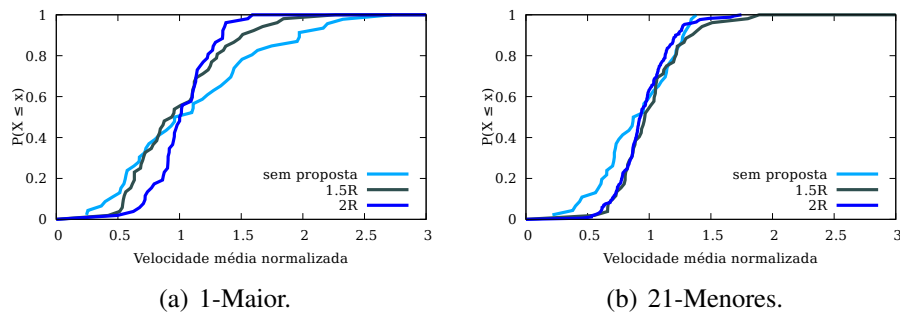 1
0.8
0.6
0.4
0.2
0
P(X ≤ x)
sem proposta
1.5R
2R
0 0.5 1 1.5 2 2.5 3
Velocidade média normalizada
(a) 1-Maior.
1
0.8
0.6
0.4
0.2
0
P(X ≤ x)
sem proposta
1.5R
2R
0 0.5 1 1.5 2 2.5 3
Velocidade média normalizada
(b) 21-Menores.